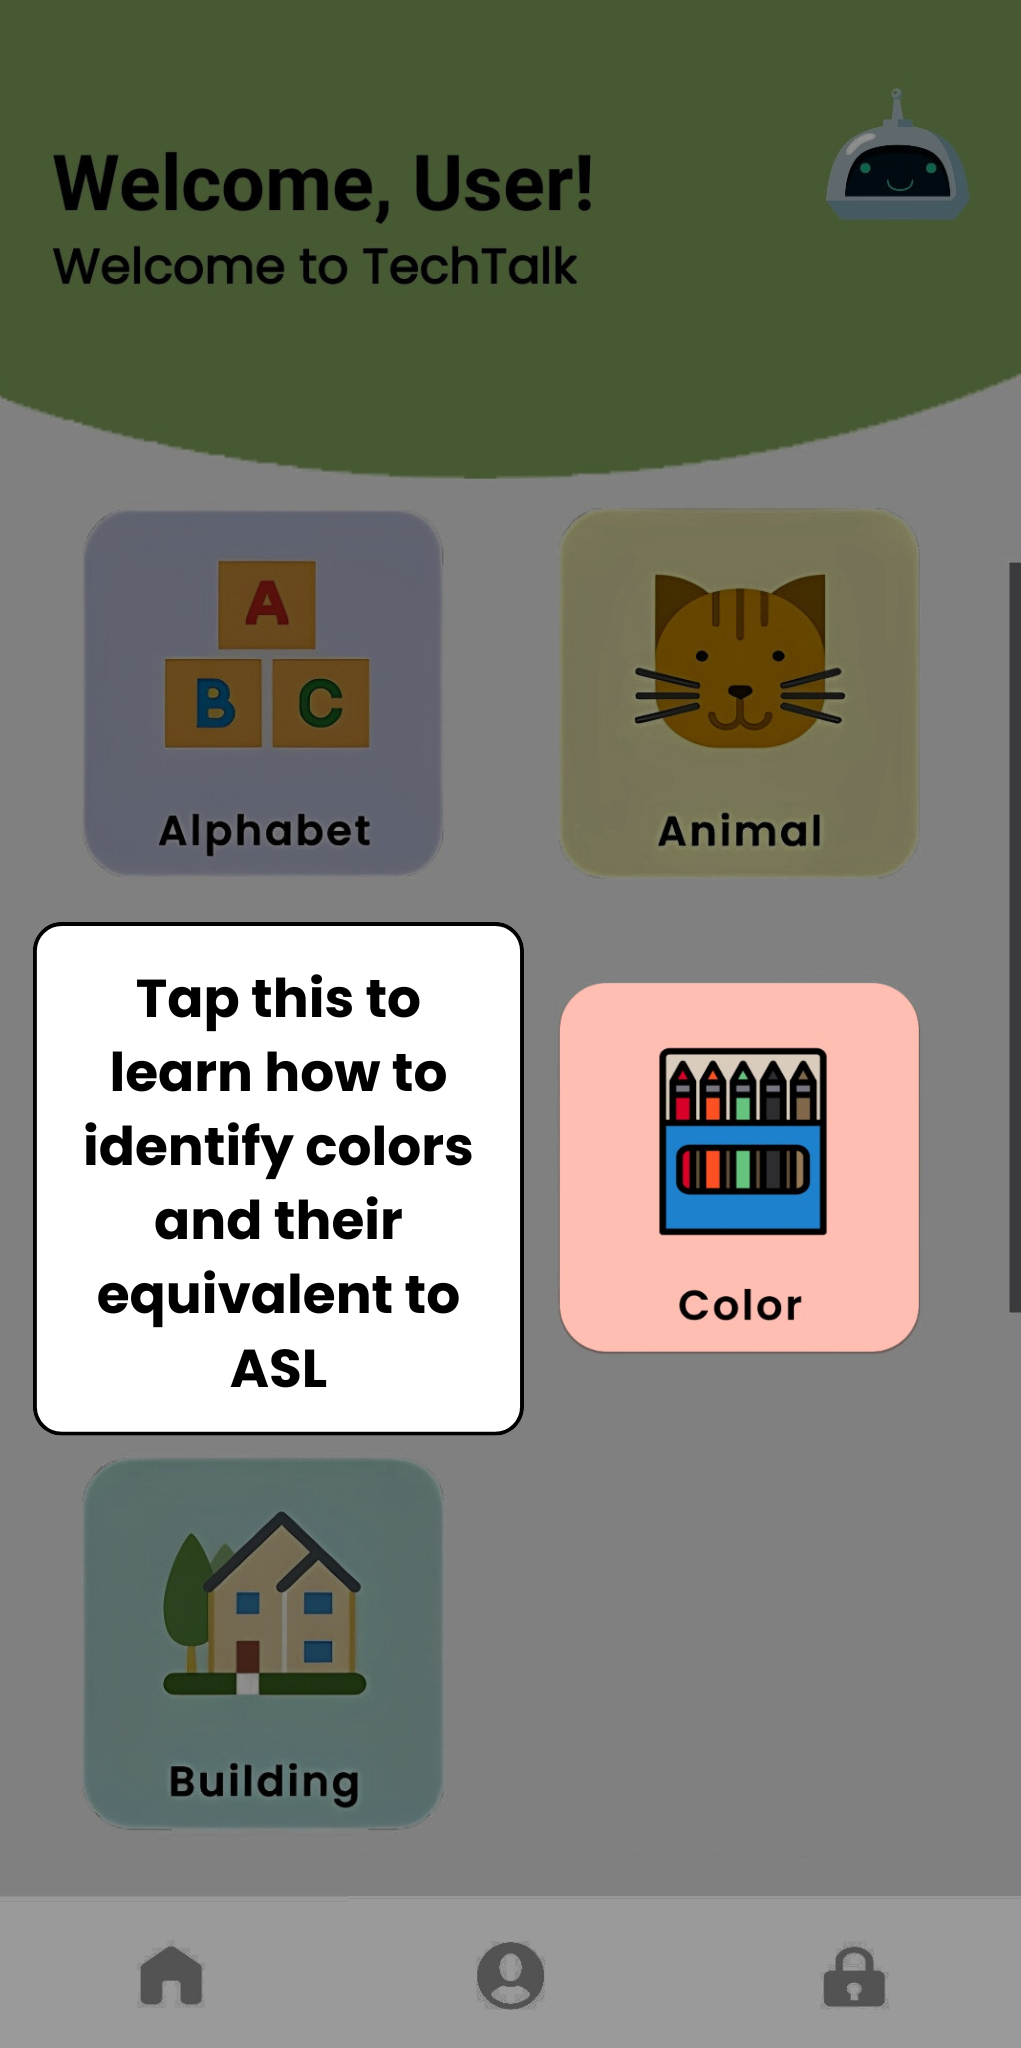 Welcome, User!
Welcome to TechTalk
A
B C
Alphabet
Animal
Tap this to
learn how to
identify colors
and their
equivalent to
ASL
Color
Building